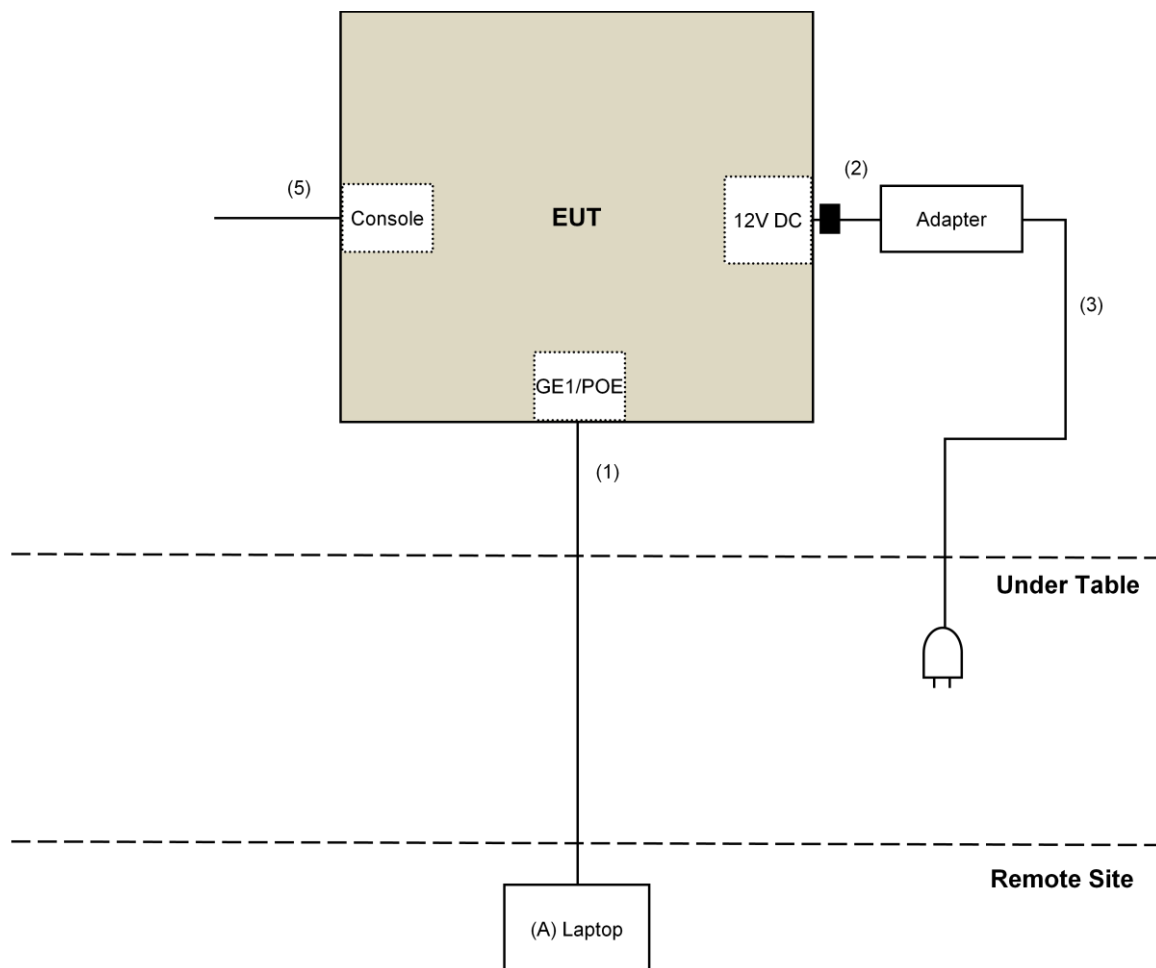 (2)
(5)
Console
EUT
12V DC
Adapter
(3)
GE1/POE
(1)
Under Table
Remote Site
(A) Laptop